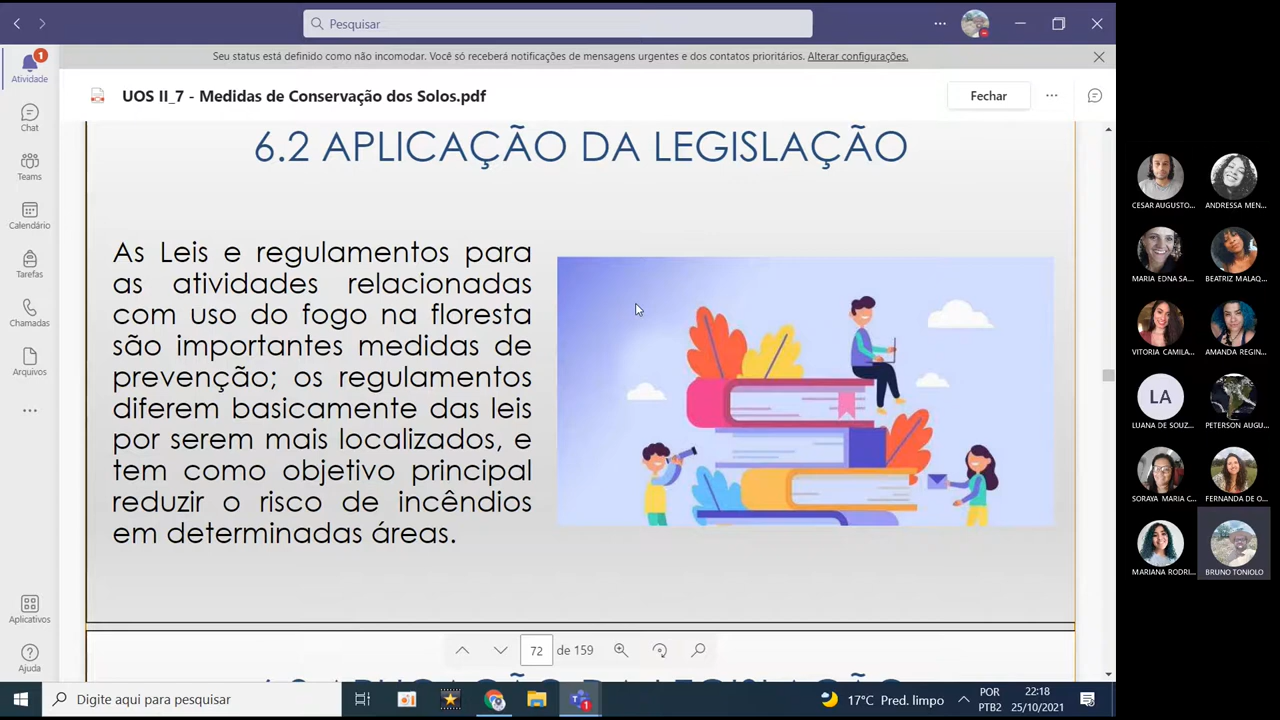 Pesquisar
Seu status está definido como não incomodar. Você só receberá notificações de mensagens urgentes e dos contatos prioritários. Alterar configurações.
1
Atividade
Chat
Teams
Calendário
Tarefas
Chamadas
Arquivos
Aplicativos
Ajuda
UOS II_7 - Medidas de Conservação dos Solos.pdf
Fechar
6.2 APLICAÇÃO DA LEGISLAÇÃO
As Leis e regulamentos para
as atividades relacionadas
com uso do fogo na floresta
são importantes medidas de
prevenção; os regulamentos
diferem basicamente das leis
por serem mais localizados, e
tem como objetivo principal
reduzir o risco de incêndios
em determinadas áreas.
72 de 159
CESAR AUGUSTO... ANDRESSA MEN...
MARIA EDNA SA... BEATRIZ MALAQ...
VITORIA CAMILA... AMANDA REGIN...
LA
LUANA DE SOUZ... PETERSON AUGU...
SORAYA MARIA C... FERNANDA DE O...
MARIANA RODRI... BRUNO TONIOLO
Digite aqui para pesquisar
1
17°C Pred. limpo
POR
PTB2
22:18
25/10/2021